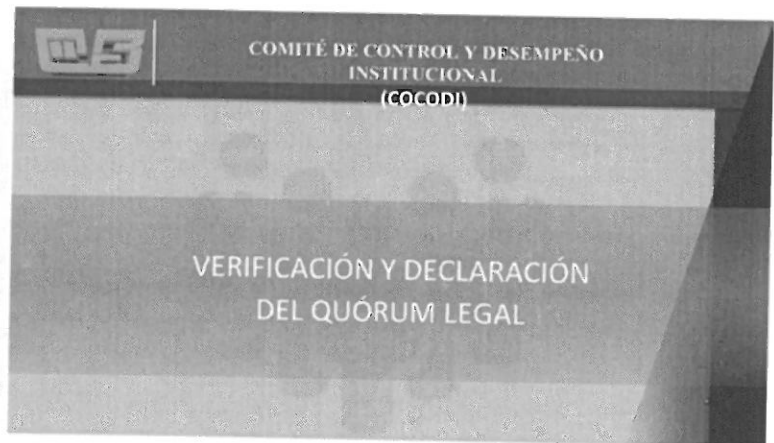 COMITÉ DE CONTROL Y DESEMPEÑO
INSTITUCIONAL
(COCODI)
VERIFICACIÓN Y DECLARACIÓN
DEL QUÓRUM LEGAL